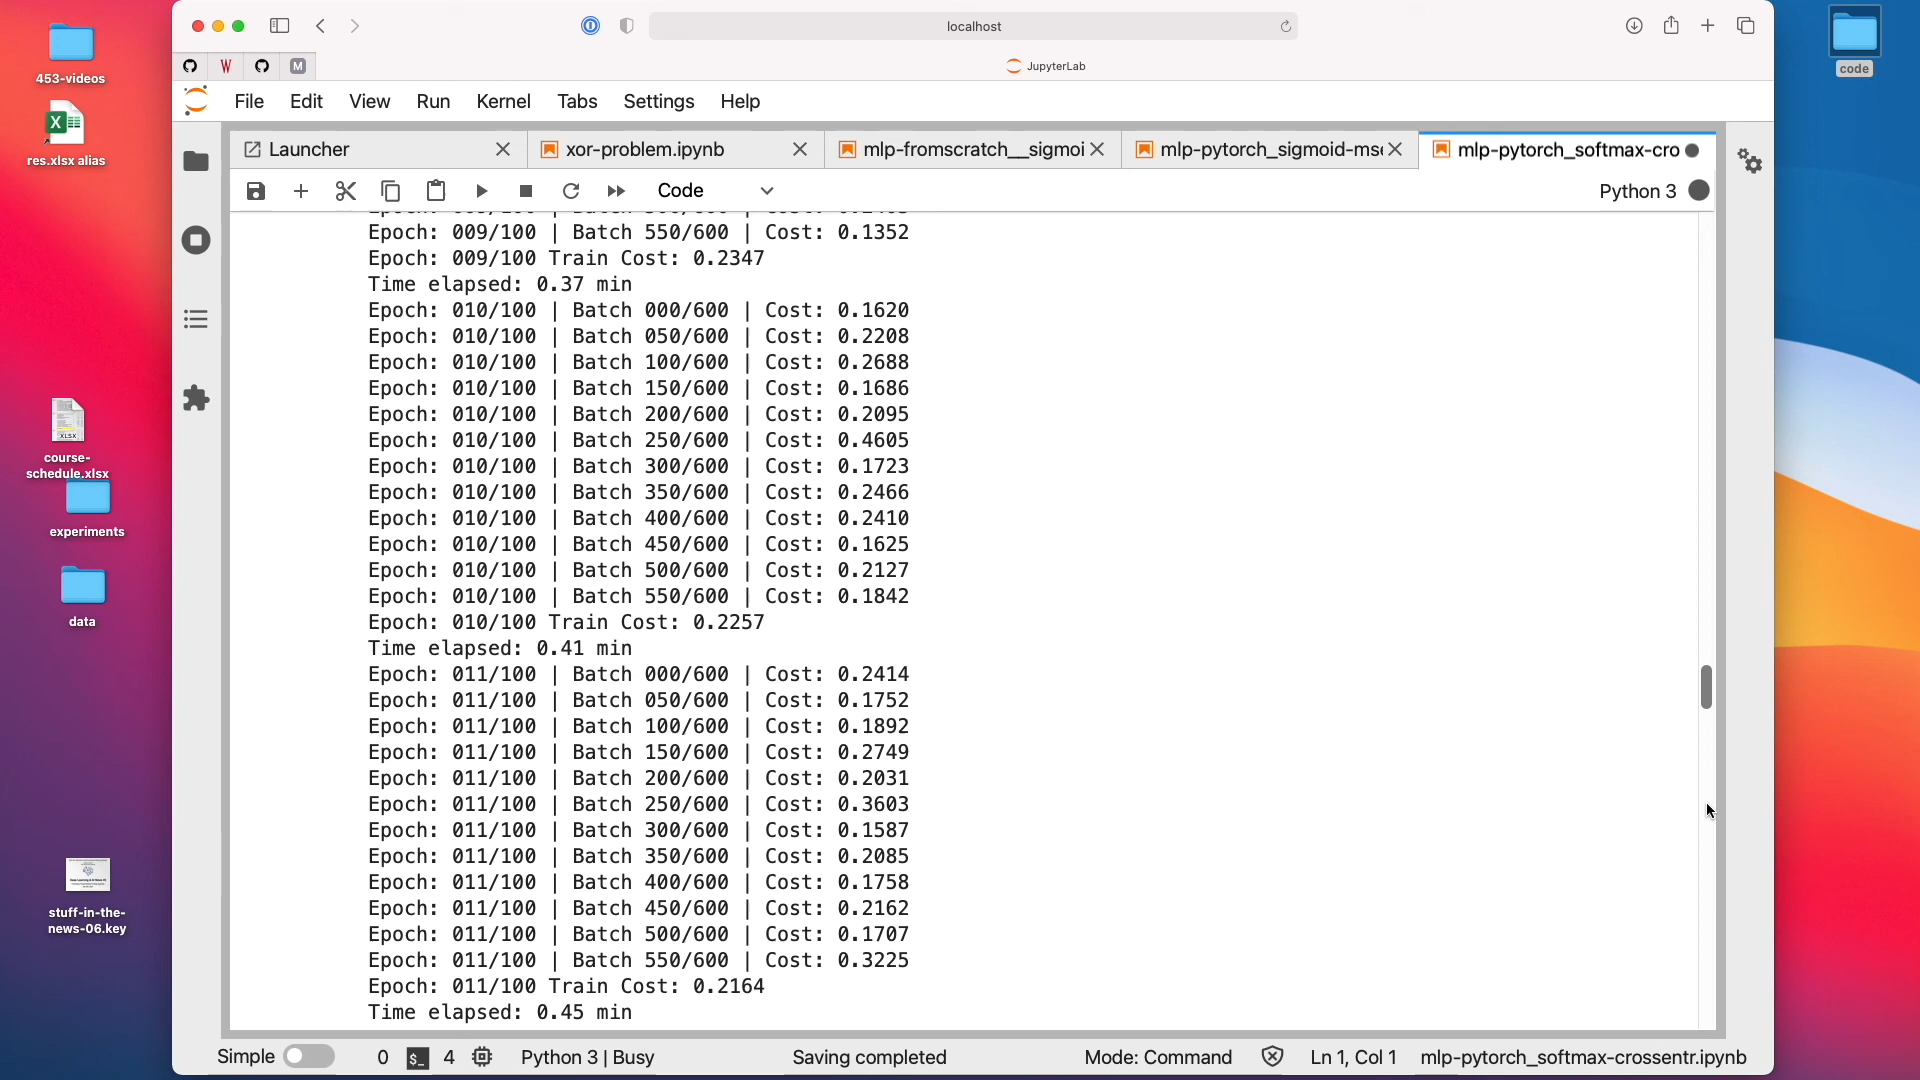 localhost
JupyterLab
File Edit View Run Kernel Tabs Settings Help
Launcher xor-problem.ipynb mlp-fromscratch__sigmoi mlp-pytorch_sigmoid-ms mlp-pytorch_softmax-cro
Code Python 3
Epoch: 009/100 | Batch 550/600 | Cost: 0.1352
Epoch: 009/100 Train Cost: 0.2347
Time elapsed: 0.37 min
Epoch: 010/100 | Batch 000/600 | Cost: 0.1620
Epoch: 010/100 | Batch 050/600 | Cost: 0.2208
Epoch: 010/100 | Batch 100/600 | Cost: 0.2688
Epoch: 010/100 | Batch 150/600 | Cost: 0.1686
Epoch: 010/100 | Batch 200/600 | Cost: 0.2095
Epoch: 010/100 | Batch 250/600 | Cost: 0.4605
Epoch: 010/100 | Batch 300/600 | Cost: 0.1723
Epoch: 010/100 | Batch 350/600 | Cost: 0.2466
Epoch: 010/100 | Batch 400/600 | Cost: 0.2410
Epoch: 010/100 | Batch 450/600 | Cost: 0.1625
Epoch: 010/100 | Batch 500/600 | Cost: 0.2127
Epoch: 010/100 | Batch 550/600 | Cost: 0.1842
Epoch: 010/100 Train Cost: 0.2257
Time elapsed: 0.41 min
Epoch: 011/100 | Batch 000/600 | Cost: 0.2414
Epoch: 011/100 | Batch 050/600 | Cost: 0.1752
Epoch: 011/100 | Batch 100/600 | Cost: 0.1892
Epoch: 011/100 | Batch 150/600 | Cost: 0.2749
Epoch: 011/100 | Batch 200/600 | Cost: 0.2031
Epoch: 011/100 | Batch 250/600 | Cost: 0.3603
Epoch: 011/100 | Batch 300/600 | Cost: 0.1587
Epoch: 011/100 | Batch 350/600 | Cost: 0.2085
Epoch: 011/100 | Batch 400/600 | Cost: 0.1758
Epoch: 011/100 | Batch 450/600 | Cost: 0.2162
Epoch: 011/100 | Batch 500/600 | Cost: 0.1707
Epoch: 011/100 | Batch 550/600 | Cost: 0.3225
Epoch: 011/100 Train Cost: 0.2164
Time elapsed: 0.45 min
Simple 0 $_ 4 Python 3 | Busy Saving completed Mode: Command Ln 1, Col 1 mlp-pytorch_softmax-crossentr.ipynb
453-videos
res.xlsx alias
XLSX
course-
schedule.xlsx
experiments
data
stuff-in-the-
news-06.key
code